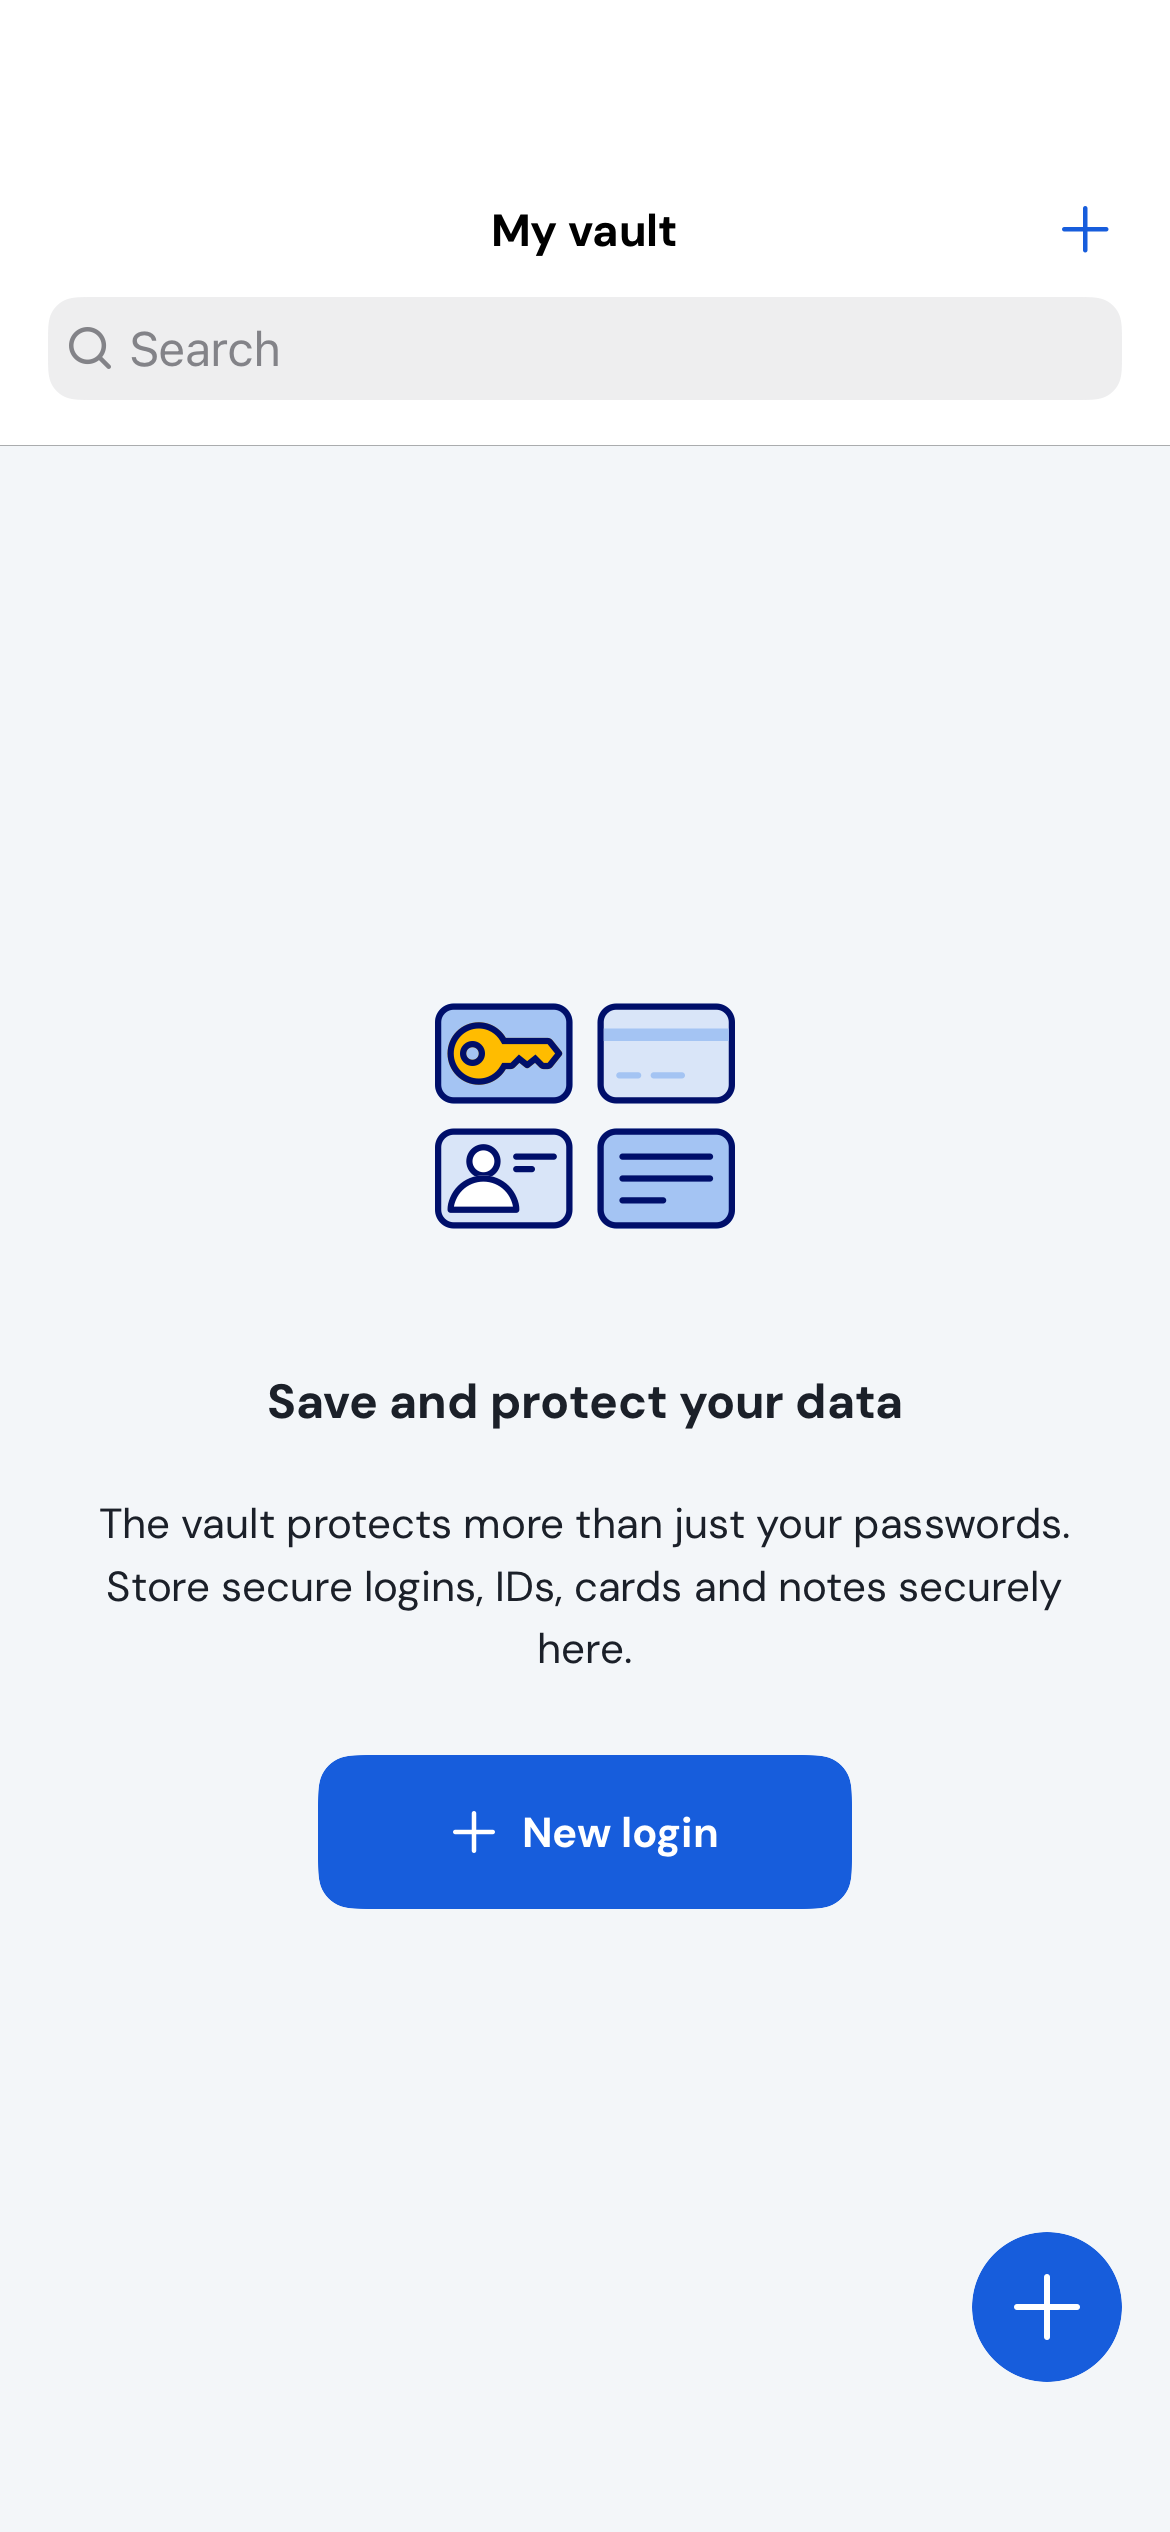 My vault
Search
Save and protect your data
The vault protects more than just your passwords.
Store secure logins, IDs, cards and notes securely
here.
New login